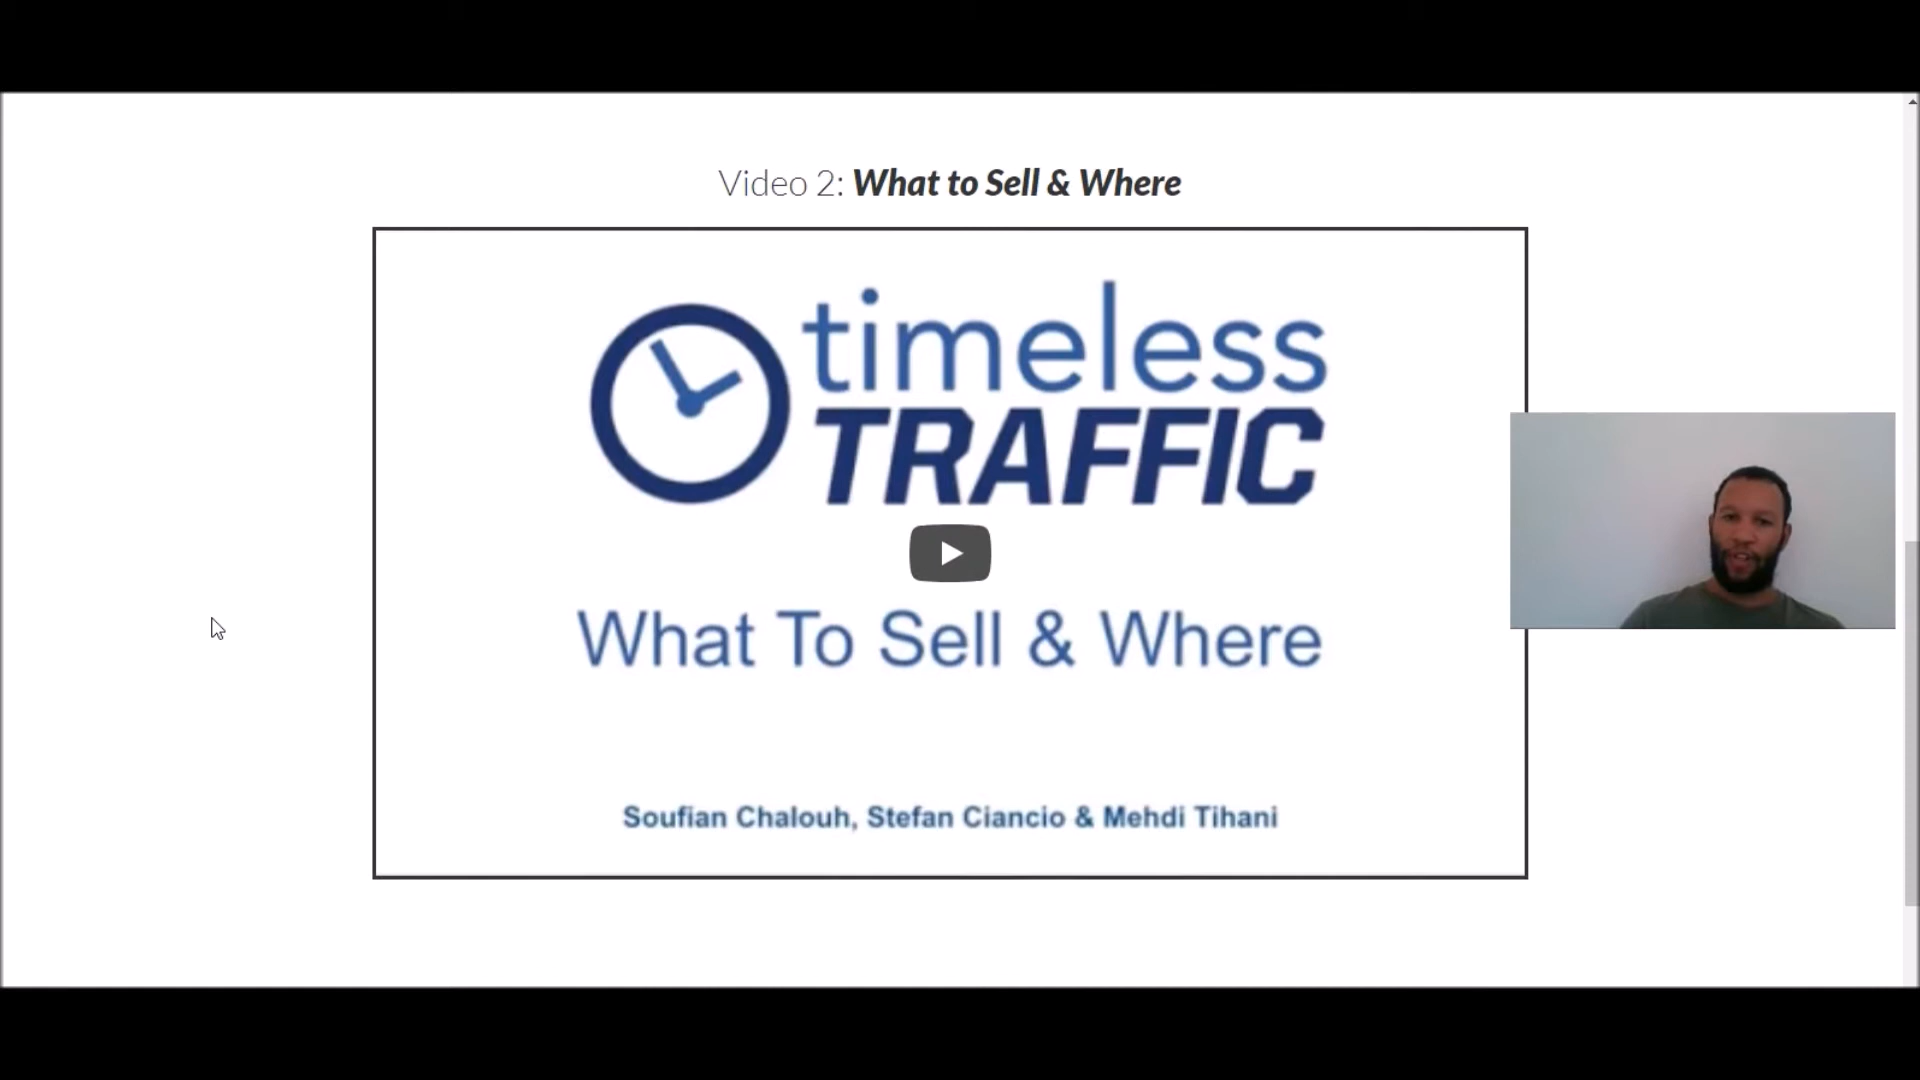 Video 2: What to Sell & Where
timeless
TRAFFIC
What To Sell & Where
Soufian Chalouh, Stefan Ciancio & Mehdi Tihani